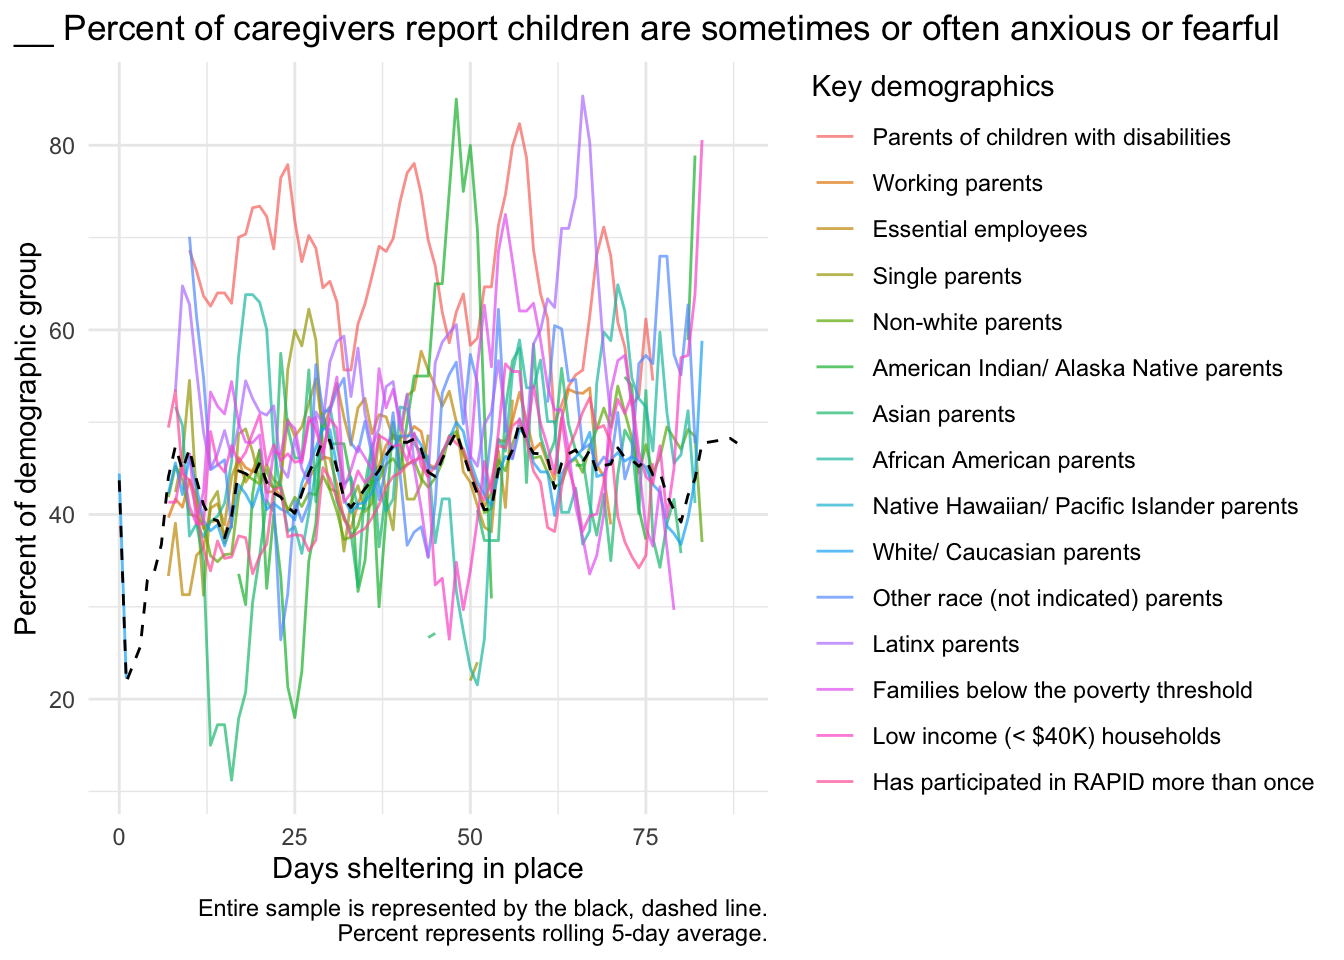 __ Percent of caregivers report children are sometimes or often anxious or fearful
Percent of demographic group
80
60
40
20
0
25
50
75
Days sheltering in place
Entire sample is represented by the black, dashed line.
Percent represents rolling 5-day average.
Key demographics
Parents of children with disabilities
Working parents
Essential employees
Single parents
Non-white parents
American Indian/ Alaska Native parents
Asian parents
African American parents
Native Hawaiian/ Pacific Islander parents
White/ Caucasian parents
Other race (not indicated) parents
Latinx parents
Families below the poverty threshold
Low income (< $40K) households
Has participated in RAPID more than once